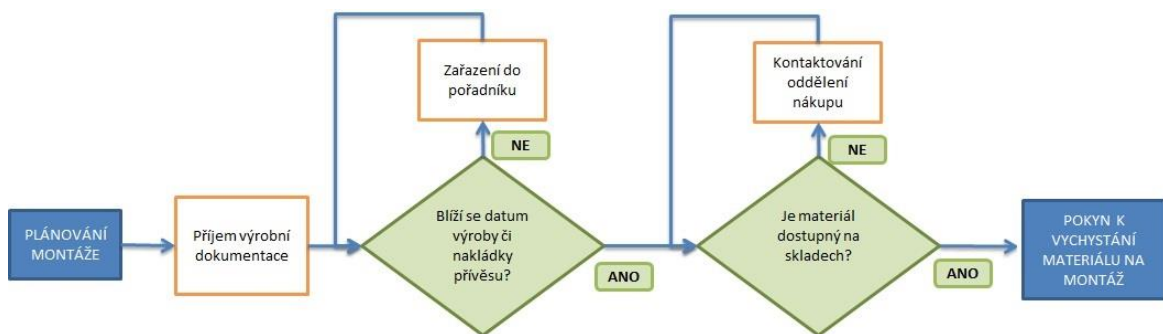 PLÁNOVÁNÍ
MONTÁŽE
Příjem výrobní
dokumentace
Zařazení do
pořadníku
NE
Blíží se datum
výroby či
nakládky
přívěsu?
ANO
Kontaktování
oddělení
nákupu
NE
Je materiál
dostupný na
skladech?
ANO
POKYN K
VYCHYSTÁNÍ
MATERIÁLU NA
MONTÁŽ